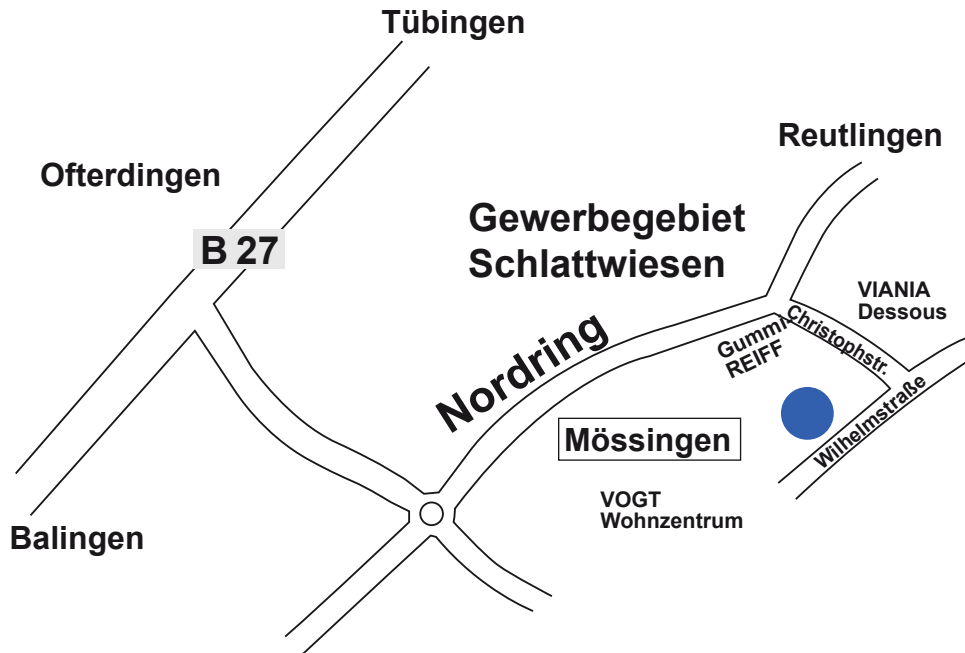 Tübingen
Reutlingen
Ofterdingen
Gewerbegebiet
Schlattwiesen
B 27
VIANIA
Dessous
Christophstr.
Gummi-
REIFF
Nordring
Wilhelmstraße
Mössingen
VOGT
Wohnzentrum
Balingen